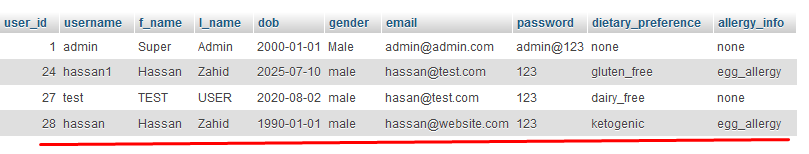 user_id username f_name l_name dob gender email password dietary_preference allergy_info
1 admin Super Admin 2000-01-01 Male admin@admin.com admin@123 none none
24 hassan1 Hassan Zahid 2025-07-10 male hassan@test.com 123 gluten_free egg_allergy
27 test TEST USER 2020-08-02 male hasan@test.com 123 dairy_free none
28 hassan Hassan Zahid 1990-01-01 male hassan@website.com 123 ketogenic egg_allergy